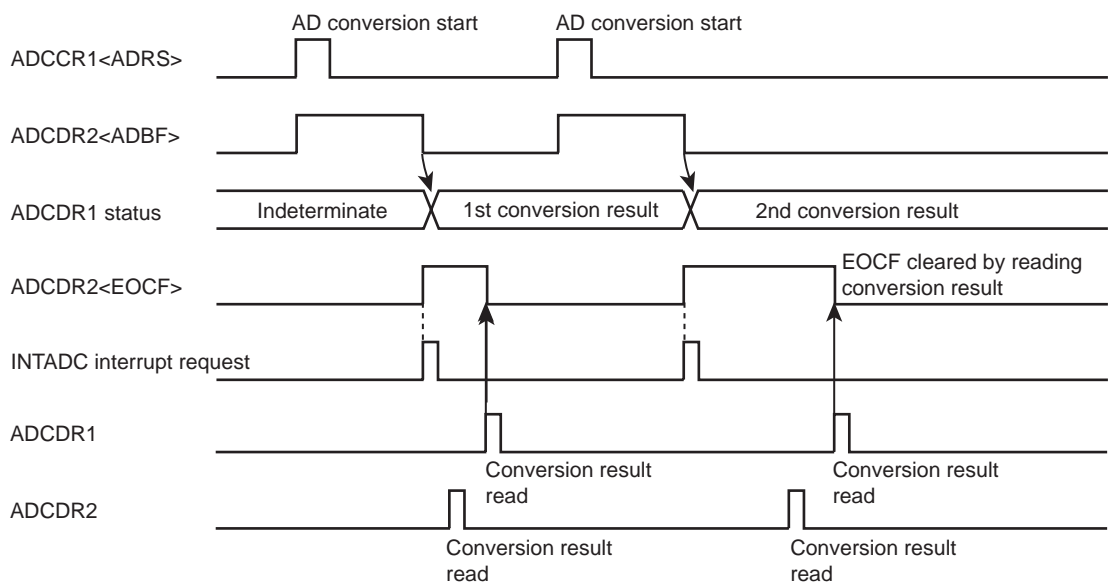 AD conversion start
AD conversion start
ADCCR1<ADRS>
ADCDR2<ADBF>
ADCDR1 status
Indeterminate
1st conversion result
2nd conversion result
ADCDR2<EOCF>
EOCF cleared by reading
conversion result
INTADC interrupt request
ADCDR1
Conversion result
read
Conversion result
read
ADCDR2
Conversion result
read
Conversion result
read